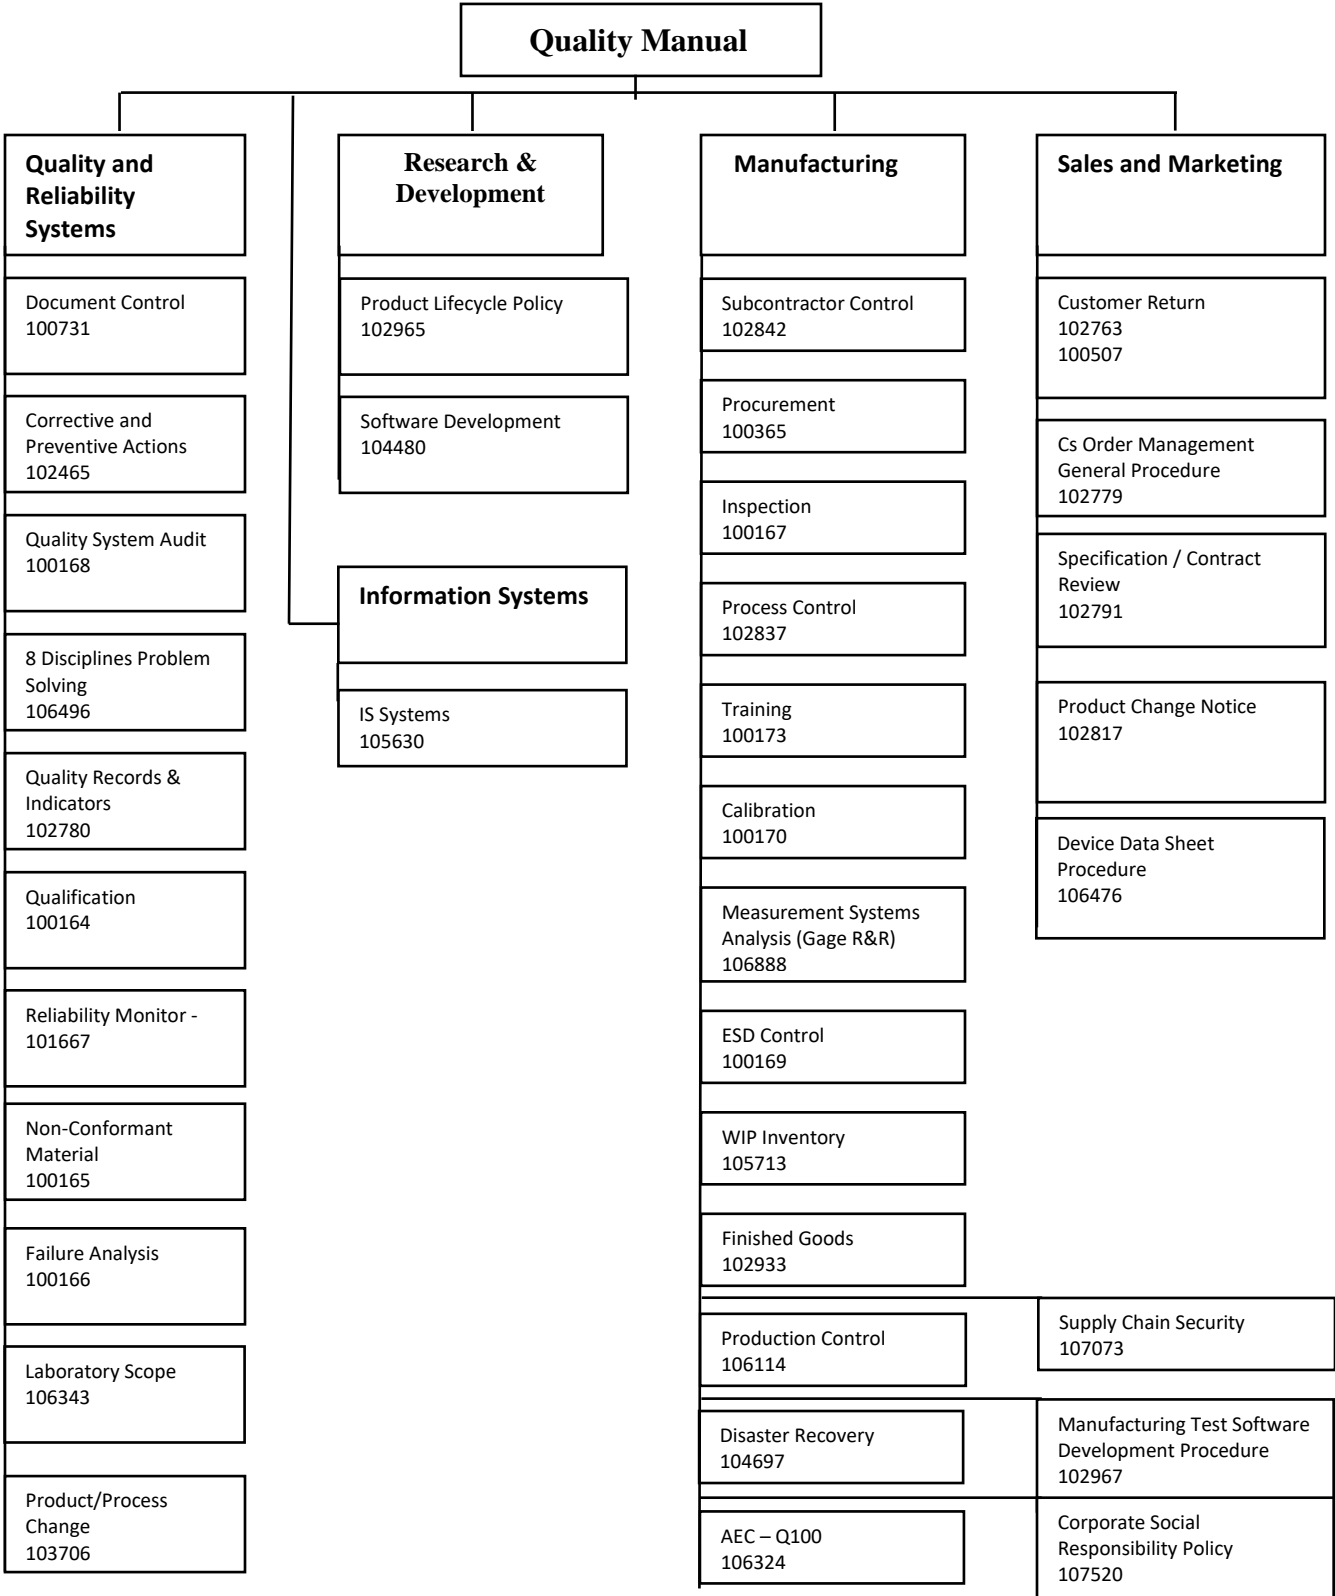 Quality Manual
Quality and
Reliability
Systems
Document Control
100731
Corrective and
Preventive Actions
102465
Quality System Audit
100168
8 Disciplines Problem
Solving
106496
Quality Records &
Indicators
102780
Qualification
100164
Reliability Monitor -
101667
Non-Conformant
Material
100165
Failure Analysis
100166
Laboratory Scope
106343
Product/Process
Change
103706
Research &
Development
Product Lifecycle Policy
102965
Software Development
104480
Information Systems
IS Systems
105630
Manufacturing
Subcontractor Control
102842
Procurement
100365
Inspection
100167
Process Control
102837
Training
100173
Calibration
100170
Measurement Systems
Analysis (Gage R&R)
106888
ESD Control
100169
WIP Inventory
105713
Finished Goods
102933
Production Control
106114
Disaster Recovery
104697
AEC – Q100
106324
Supply Chain Security
107073
Manufacturing Test Software
Development Procedure
102967
Corporate Social
Responsibility Policy
107520
Sales and Marketing
Customer Return
102763
100507
Cs Order Management
General Procedure
102779
Specification / Contract
Review
102791
Product Change Notice
102817
Device Data Sheet
Procedure
106476